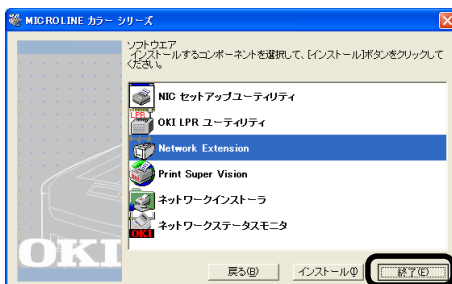 MICROLINE カラー シリーズ
ソフトウエア
インストールするコンポーネントを選択して、[インストール]ボタンをクリックして
ください。
NIC セットアップユーティリティ
OKI LPR ユーティリティ
Network Extension
Print Super Vision
ネットワークインストーラ
ネットワークステータスモニタ
OKI
戻る(B) インストール(I) 終了(E)